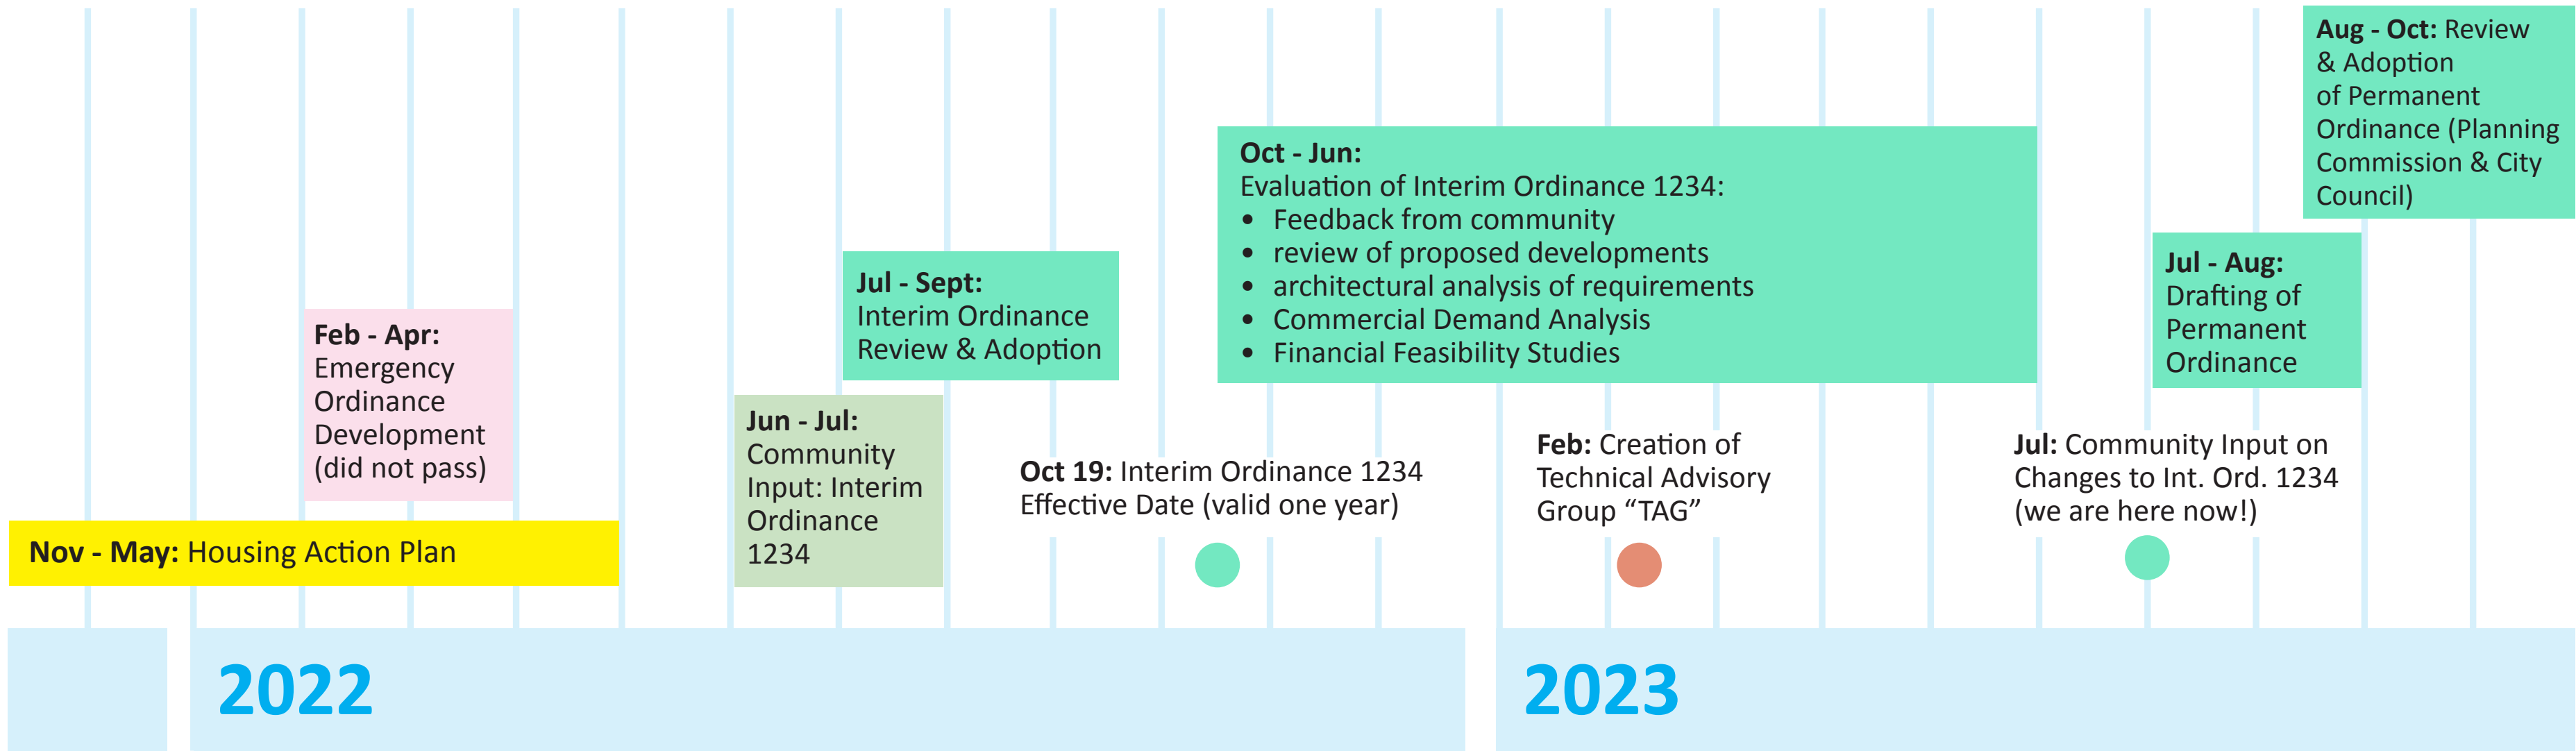 Nov - May: Housing Action Plan
Feb - Apr:
Emergency
Ordinance
Development
(did not pass)
Jun - Jul:
Community
Input: Interim
Ordinance
1234
Jul - Sept:
Interim Ordinance
Review & Adoption
Oct 19: Interim Ordinance 1234
Effective Date (valid one year)
Oct - Jun:
Evaluation of Interim Ordinance 1234:
• Feedback from community
• review of proposed developments
• architectural analysis of requirements
• Commercial Demand Analysis
• Financial Feasibility Studies
Feb: Creation of
Technical Advisory
Group “TAG”
Jul: Community Input on
Changes to Int. Ord. 1234
(we are here now!)
Jul - Aug:
Drafting of
Permanent
Ordinance
Aug - Oct: Review
& Adoption
of Permanent
Ordinance (Planning
Commission & City
Council)
2022
2023